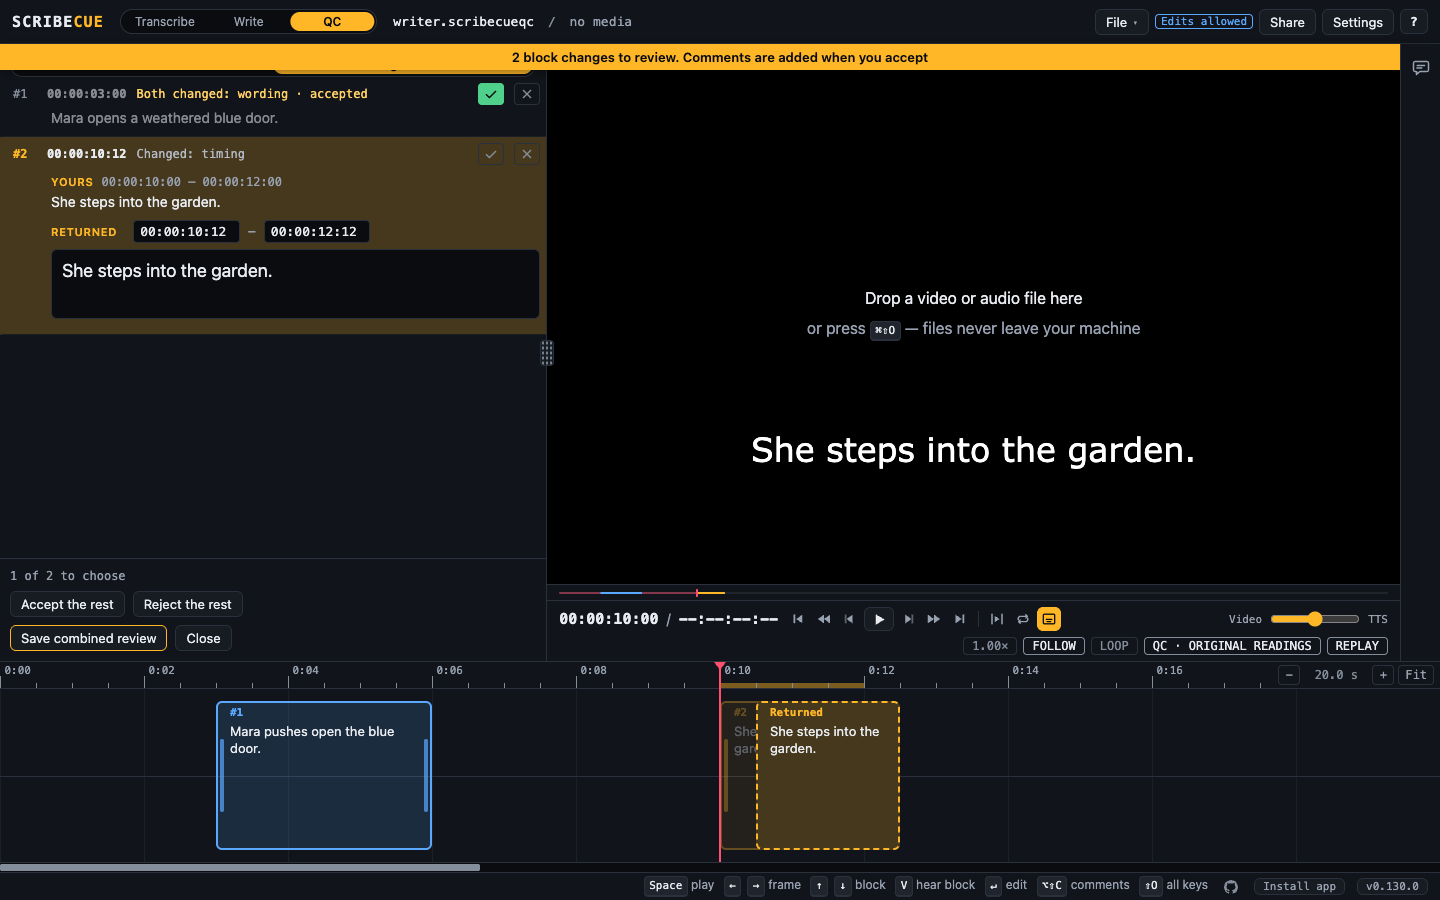 SCRIBECUE
Transcribe Write QC
writer.scribecueqc / no media
File Edits allowed Share Settings ?
2 block changes to review. Comments are added when you accept
#1 00:00:03:00 Both changed: wording · accepted
Mara opens a weathered blue door.
#2 00:00:10:12 Changed: timing
YOURS 00:00:10:00 — 00:00:12:00
She steps into the garden.
RETURNED 00:00:10:12 — 00:00:12:12
She steps into the garden.
Drop a video or audio file here
or press ⌘⇧O — files never leave your machine
She steps into the garden.
1 of 2 to choose
Accept the rest Reject the rest
Save combined review Close
00:00:10:00 / --:--:--:--
Video TTS
1.00× FOLLOW LOOP QC · ORIGINAL READINGS REPLAY
0:00 0:02 0:04 0:06 0:08 0:10 0:12 0:14 0:16
− 20.0 s + Fit
#1
Mara pushes open the blue
door.
#2
She
gar
Returned
She steps into the
garden.
Space play ← → frame ↑ ↓ block V hear block ↵ edit ⌥⇧C comments ⇧O all keys Install app v0.130.0